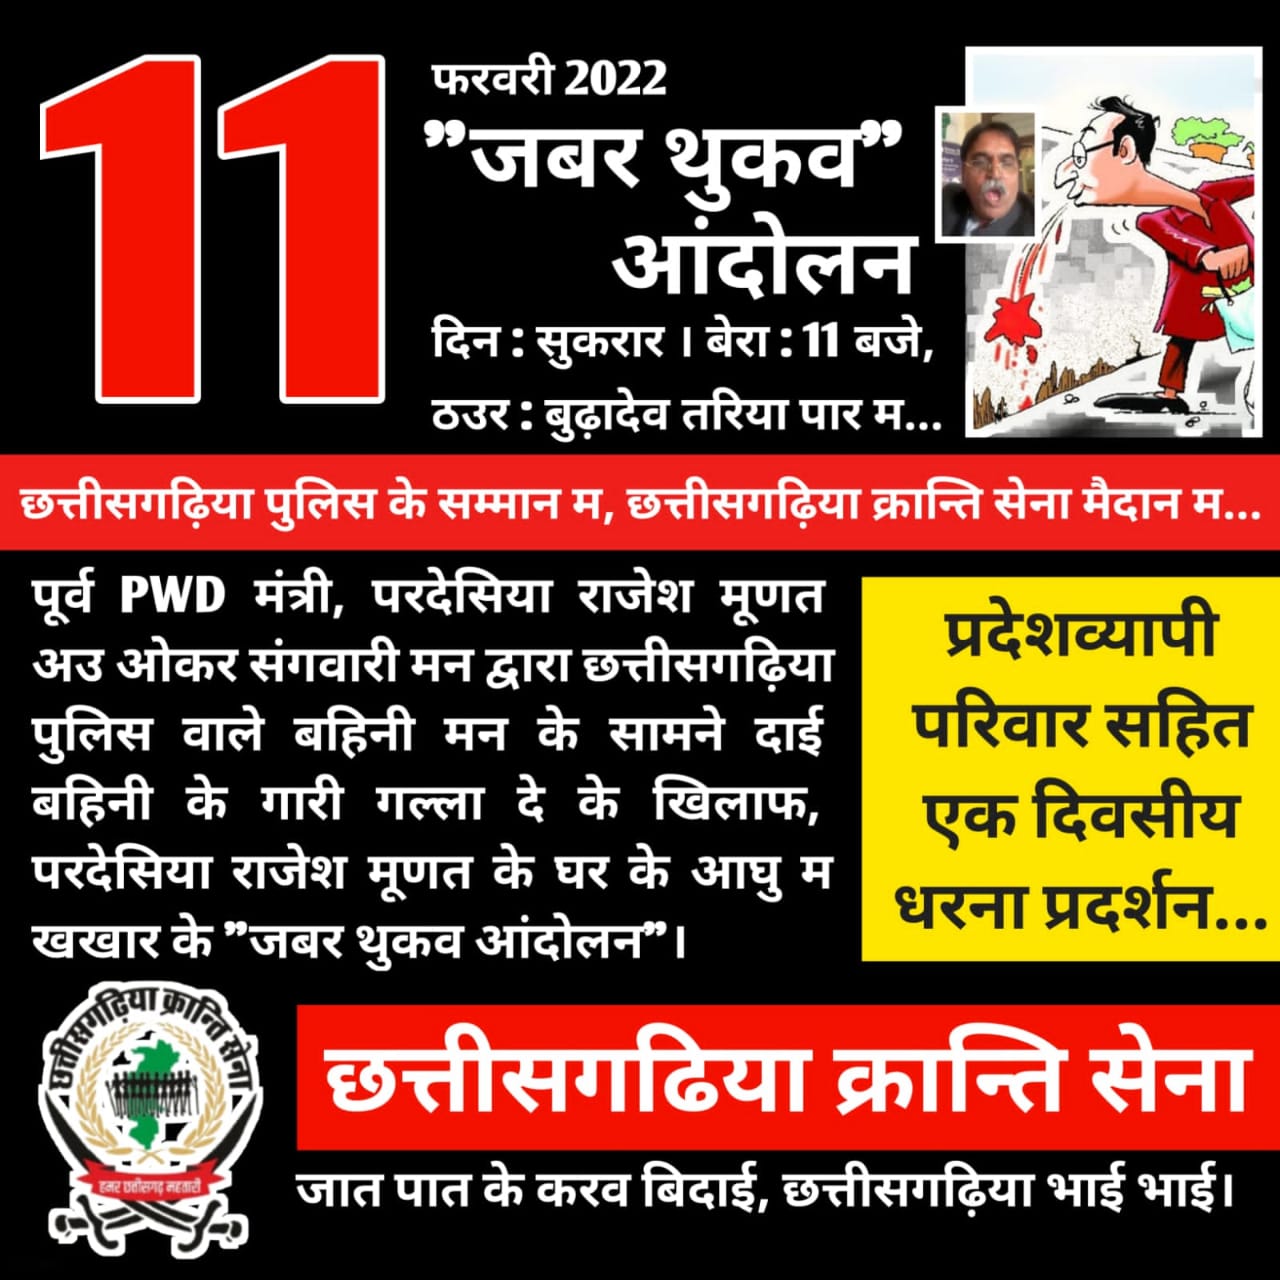 11
फरवरी 2022
”जबर थुकव”
आंदोलन
दिन : सुकरार । बेरा : 11 बजे,
ठउर : बुढ़ादेव तरिया पार म...
छत्तीसगढ़िया पुलिस के सम्मान म, छत्तीसगढ़िया क्रान्ति सेना मैदान म...
पूर्व PWD मंत्री, परदेसिया राजेश मूणत
अउ ओकर संगवारी मन द्वारा छत्तीसगढ़िया
पुलिस वाले बहिनी मन के सामने दाई
बहिनी के गारी गल्ला दे के खिलाफ,
परदेसिया राजेश मूणत के घर के आघु म
खखार के ”जबर थुकव आंदोलन”।
प्रदेशव्यापी
परिवार सहित
एक दिवसीय
धरना प्रदर्शन...
छत्तीसगढ़िया क्रान्ति सेना
हमर छत्तीसगढ़ महतारी
छत्तीसगढिया क्रान्ति सेना
जात पात के करव बिदाई, छत्तीसगढ़िया भाई भाई।